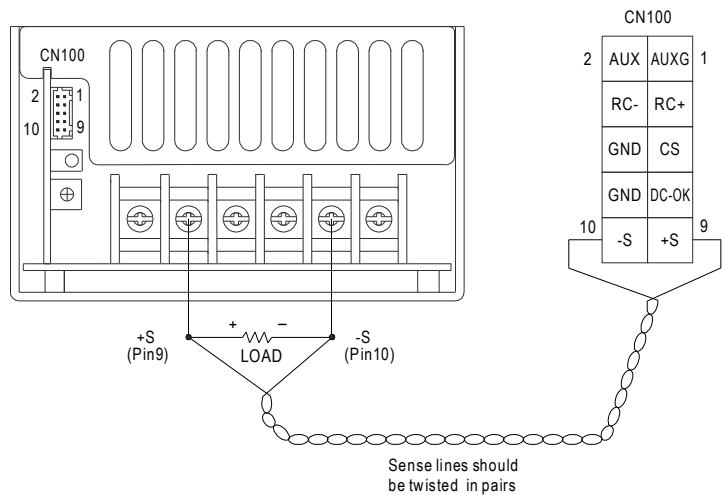 CN100
2 AUX AUXG 1
RC- RC+
GND CS
GND DC-OK
10 -S +S 9
CN100
2 1
10 9
+S
(Pin9)
+ −
LOAD
-S
(Pin10)
Sense lines should
be twisted in pairs